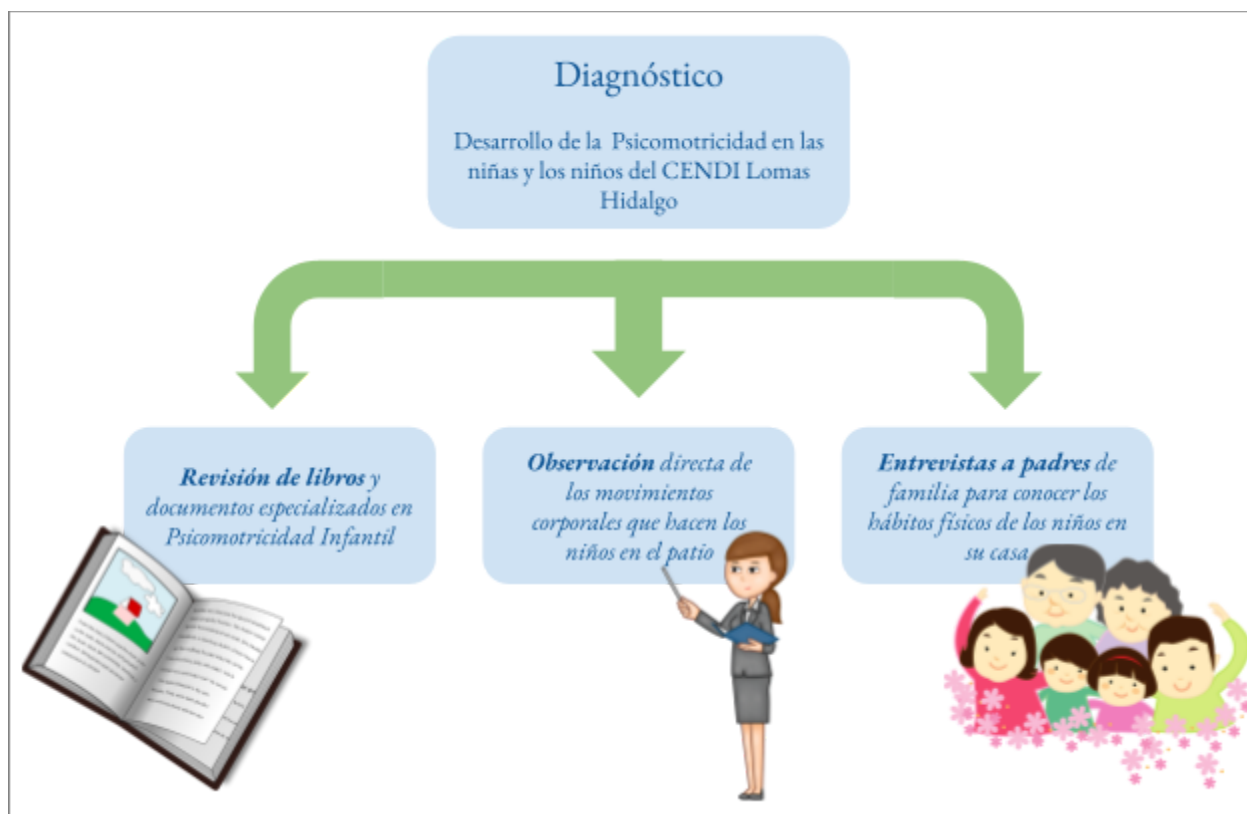 Diagnóstico
Desarrollo de la Psicomotricidad en las
niñas y los niños del CENDI Lomas
Hidalgo
Revisión de libros y
documentos especializados en
Psicomotricidad Infantil
Observación directa de
los movimientos
corporales que hacen los
niños en el patio
Entrevistas a padres de
familia para conocer los
hábitos físicos de los niños en
su casa